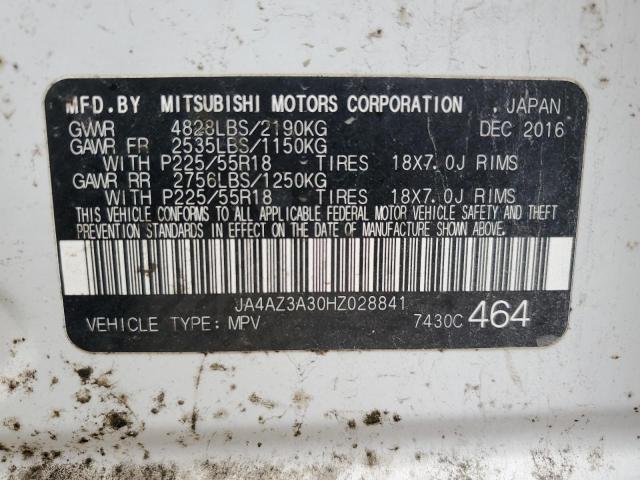 MFD.BY MITSUBISHI MOTORS CORPORATION . JAPAN
GVWR 4828LBS/2190KG DEC 2016
GAWR FR 2535LBS/1150KG
WITH P225/55R18 TIRES 18X7.0J RIMS
GAWR RR 2756LBS/1250KG
WITH P225/55R18 TIRES 18X7.0J RIMS
THIS VEHICLE CONFORMS TO ALL APPLICABLE FEDERAL MOTOR VEHICLE SAFETY AND THEFT
PREVENTION STANDARDS IN EFFECT ON THE DATE OF MANUFACTURE SHOWN ABOVE.
JA4AZ3A30HZ028841
VEHICLE TYPE: MPV 7430C 464